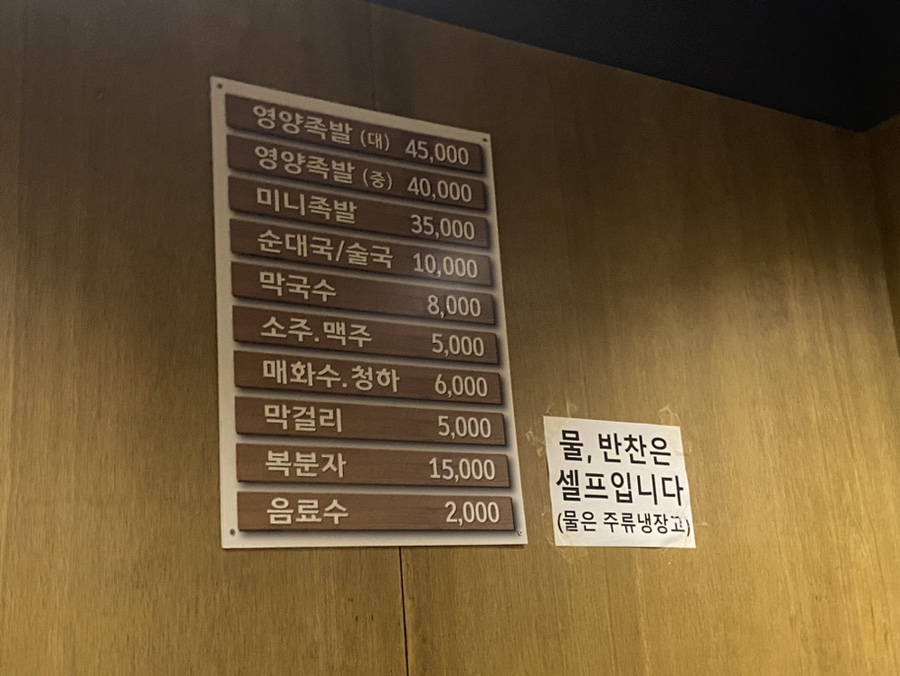 영양족발 (대) 45,000
영양족발 (중) 40,000
미니족발 35,000
순대국/술국 10,000
막국수 8,000
소주.맥주 5,000
매화수.청하 6,000
막걸리 5,000
복분자 15,000
음료수 2,000
물, 반찬은
셀프입니다
(물은 주류냉장고)